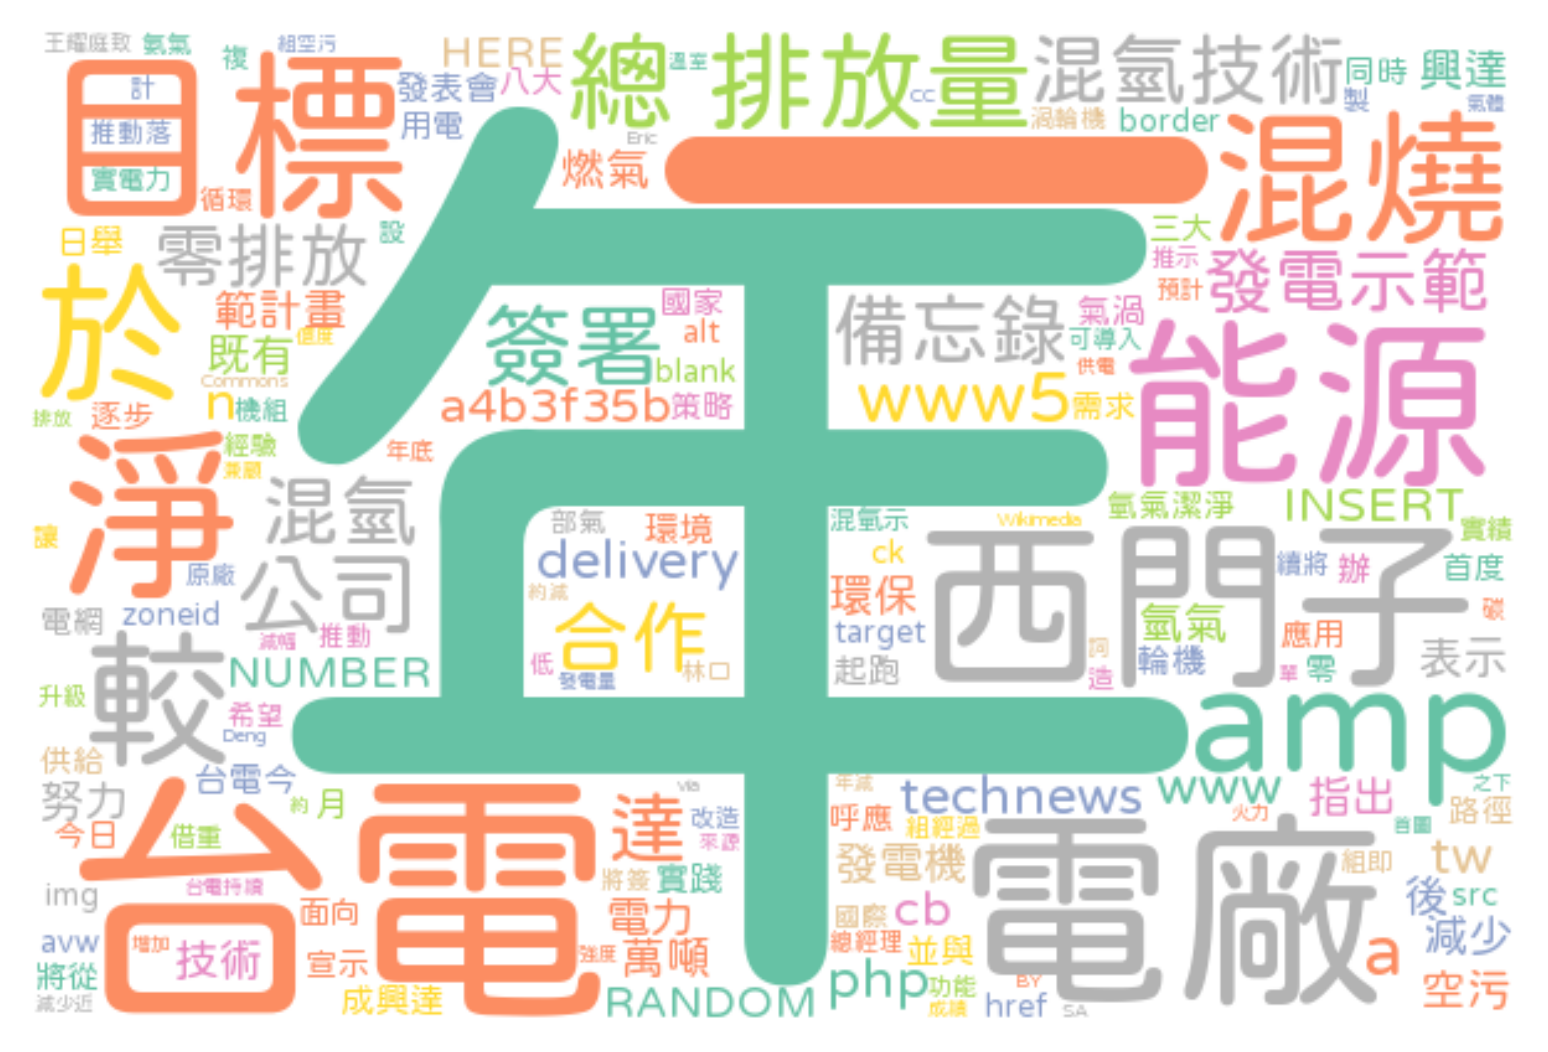 王耀庭致 氨氣 複 組空污 HERE 總 溫室 排放量 混氫技術 同時 興達
目標 計 發表會 八大 cc 製 氣體
推動落 用電 Eric 渦輪機 border
實電力 循環 燃氣 一 混燒
日舉 零排放 設 三大
推示 發電示範
於 範計畫 國家 備忘錄 氣渦 預計
既有 值度 簽署 alt 可導入 能源
Commons blank 供電
排放 逐步 n 機組 a4b3f35b 策略 www5 需求
年
淨 經驗 兼顧 年底
混氫 氫氣潔淨 INSERT
讓 部氣 環境 混氫示 Wikimedia 實績
原廠 公司 delivery ck 西門子 續將 辦 首度
電網 zoneid 約減 環保 氫氣 碳
減幅 推動 合作 target 應用
較 NUMBER 低 林口 起跑 詞 輪機 表示
升級 發電量 造 單 零
希望 Deng amp
供給 台電今 via 年減 technews www 指出 之下
努力 約 月 達 改造 呼應 組經過 火力 首圖 路徑
今日 借重 來源
台電 發電機 電廠 組即 tw
img 台電持續 將簽 實踐 後 src
面向 電力 國際 cb
avw 增加 技術 宣示 強度 萬噸 總經理 並與 減少
將從 php 功能 BY a 空污
減少近 成興達 RANDOM 成績 href SA